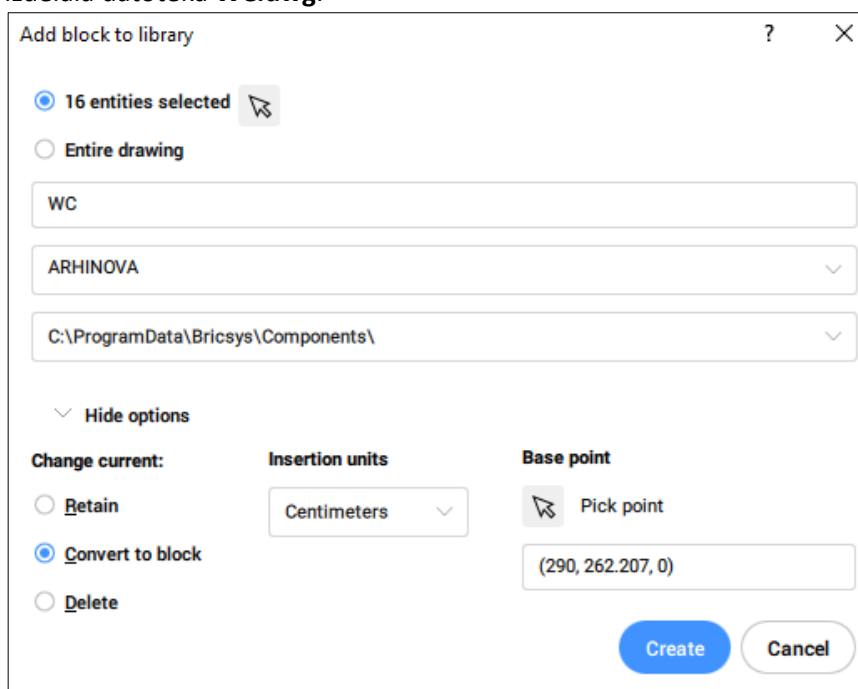 Add block to library ?
16 entities selected
Entire drawing
WC
ARHINOVA
C:\ProgramData\Bricsys\Components\
Hide options
Change current: Insertion units Base point
Retain Centimeters Pick point
Convert to block (290, 262.207, 0)
Delete
Create Cancel